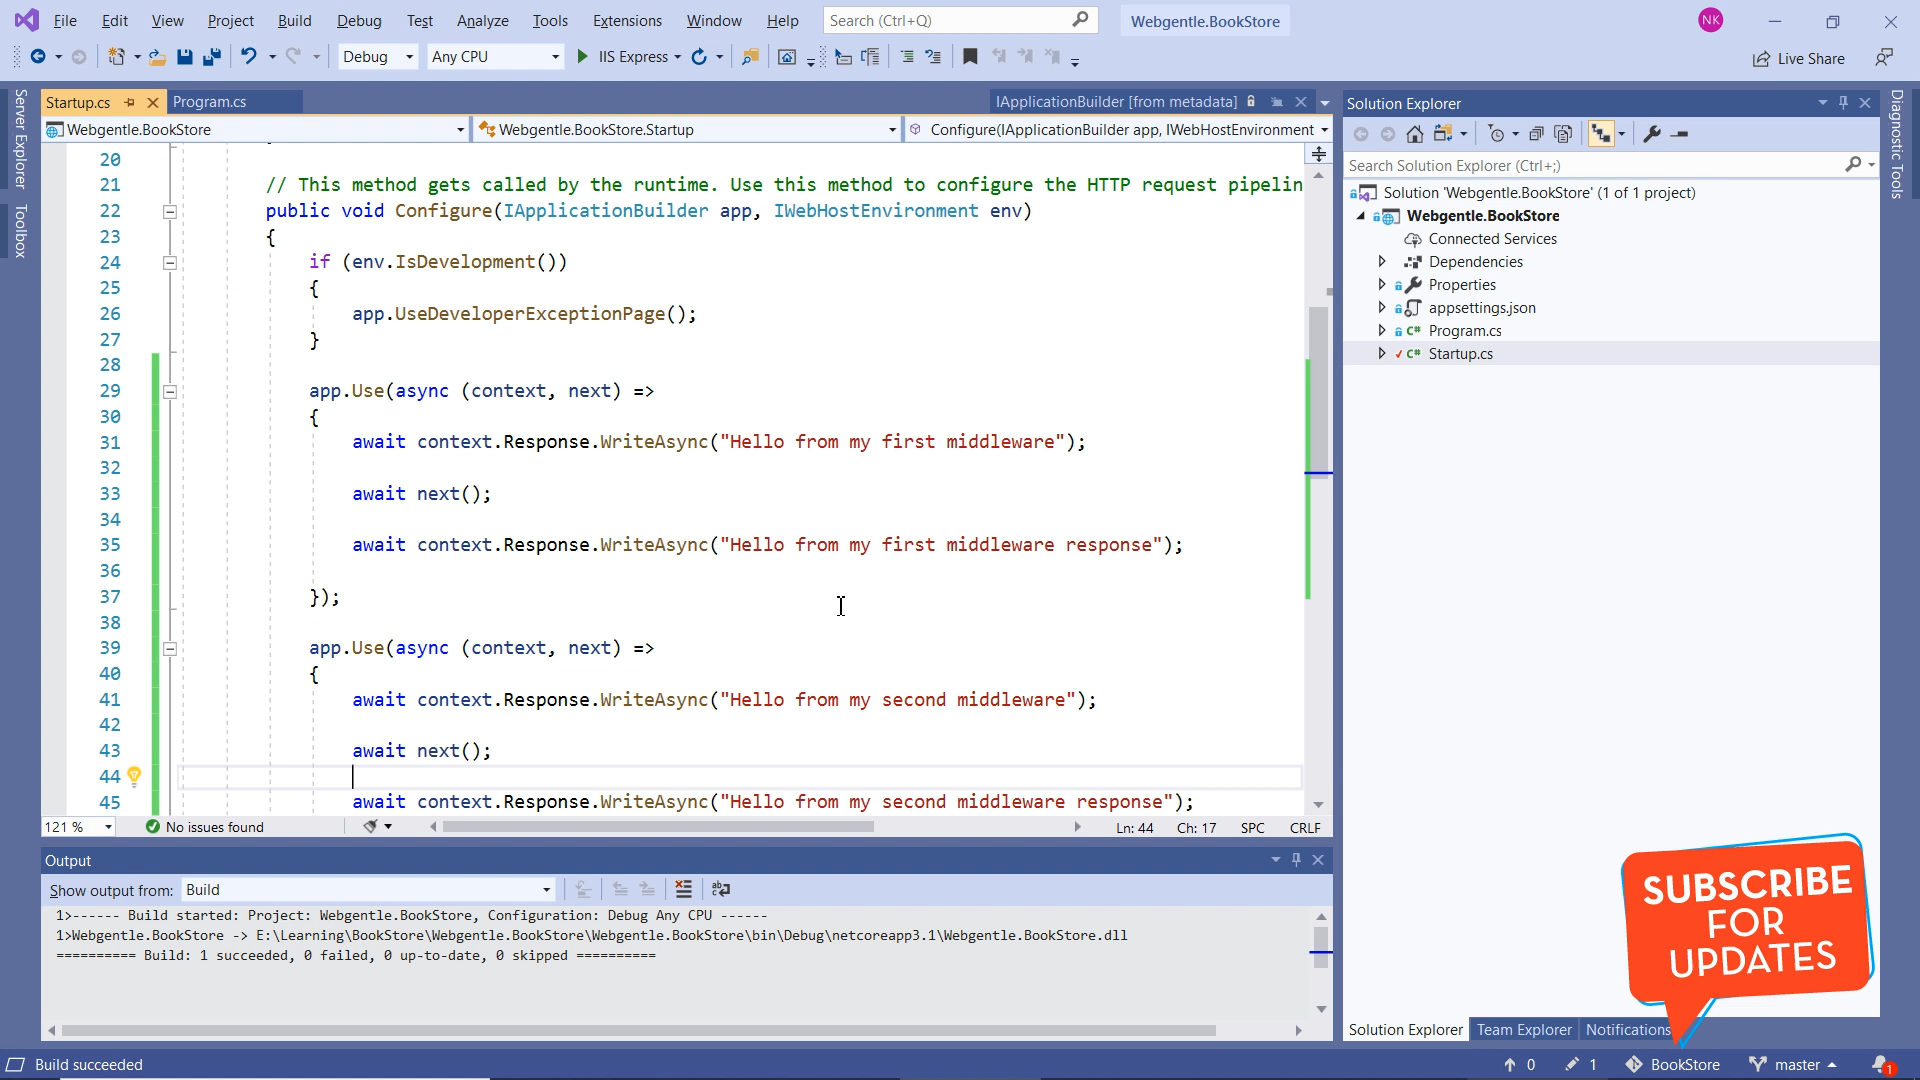 File Edit View Project Build Debug Test Analyze Tools Extensions Window Help Search (Ctrl+Q) Webgentle.BookStore NK
Debug Any CPU IIS Express Live Share
Server Explorer
Toolbox
Startup.cs Program.cs IApplicationBuilder [from metadata]
Webgentle.BookStore Webgentle.BookStore.Startup Configure(IApplicationBuilder app, IWebHostEnvironment
20
21 // This method gets called by the runtime. Use this method to configure the HTTP request pipelin
22 public void Configure(IApplicationBuilder app, IWebHostEnvironment env)
23 {
24 if (env.IsDevelopment())
25 {
26 app.UseDeveloperExceptionPage();
27 }
28
29 app.Use(async (context, next) =>
30 {
31 await context.Response.WriteAsync("Hello from my first middleware");
32
33 await next();
34
35 await context.Response.WriteAsync("Hello from my first middleware response");
36
37 });
38
39 app.Use(async (context, next) =>
40 {
41 await context.Response.WriteAsync("Hello from my second middleware");
42
43 await next();
44
45 await context.Response.WriteAsync("Hello from my second middleware response");
121 % No issues found Ln: 44 Ch: 17 SPC CRLF
Output
Show output from: Build
1>------ Build started: Project: Webgentle.BookStore, Configuration: Debug Any CPU ------
1>Webgentle.BookStore -> E:\Learning\BookStore\Webgentle.BookStore\Webgentle.BookStore\bin\Debug\netcoreapp3.1\Webgentle.BookStore.dll
========== Build: 1 succeeded, 0 failed, 0 up-to-date, 0 skipped ==========
Solution Explorer
Search Solution Explorer (Ctrl+;)
Solution 'Webgentle.BookStore' (1 of 1 project)
Webgentle.BookStore
Connected Services
Dependencies
Properties
appsettings.json
C# Program.cs
C# Startup.cs
Diagnostic Tools
SUBSCRIBE
FOR
UPDATES
Solution Explorer Team Explorer Notifications
Build succeeded 0 1 BookStore master 1